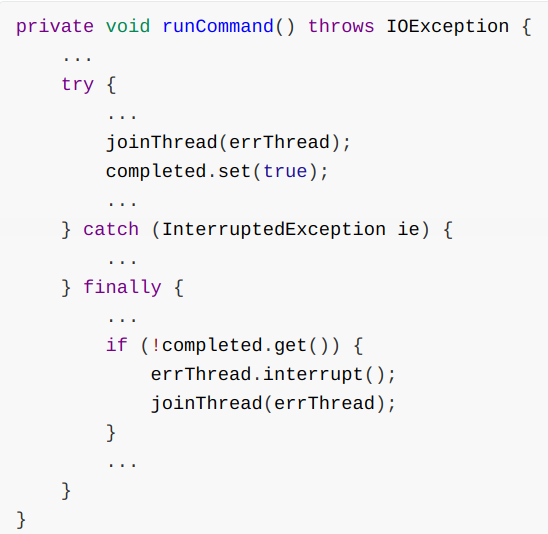 private void runCommand() throws IOException {
    ...
    try {
        ...
        joinThread(errThread);
        completed.set(true);
        ...
    } catch (InterruptedException ie) {
        ...
    } finally {
        ...
        if (!completed.get()) {
            errThread.interrupt();
            joinThread(errThread);
        }
        ...
    }
}